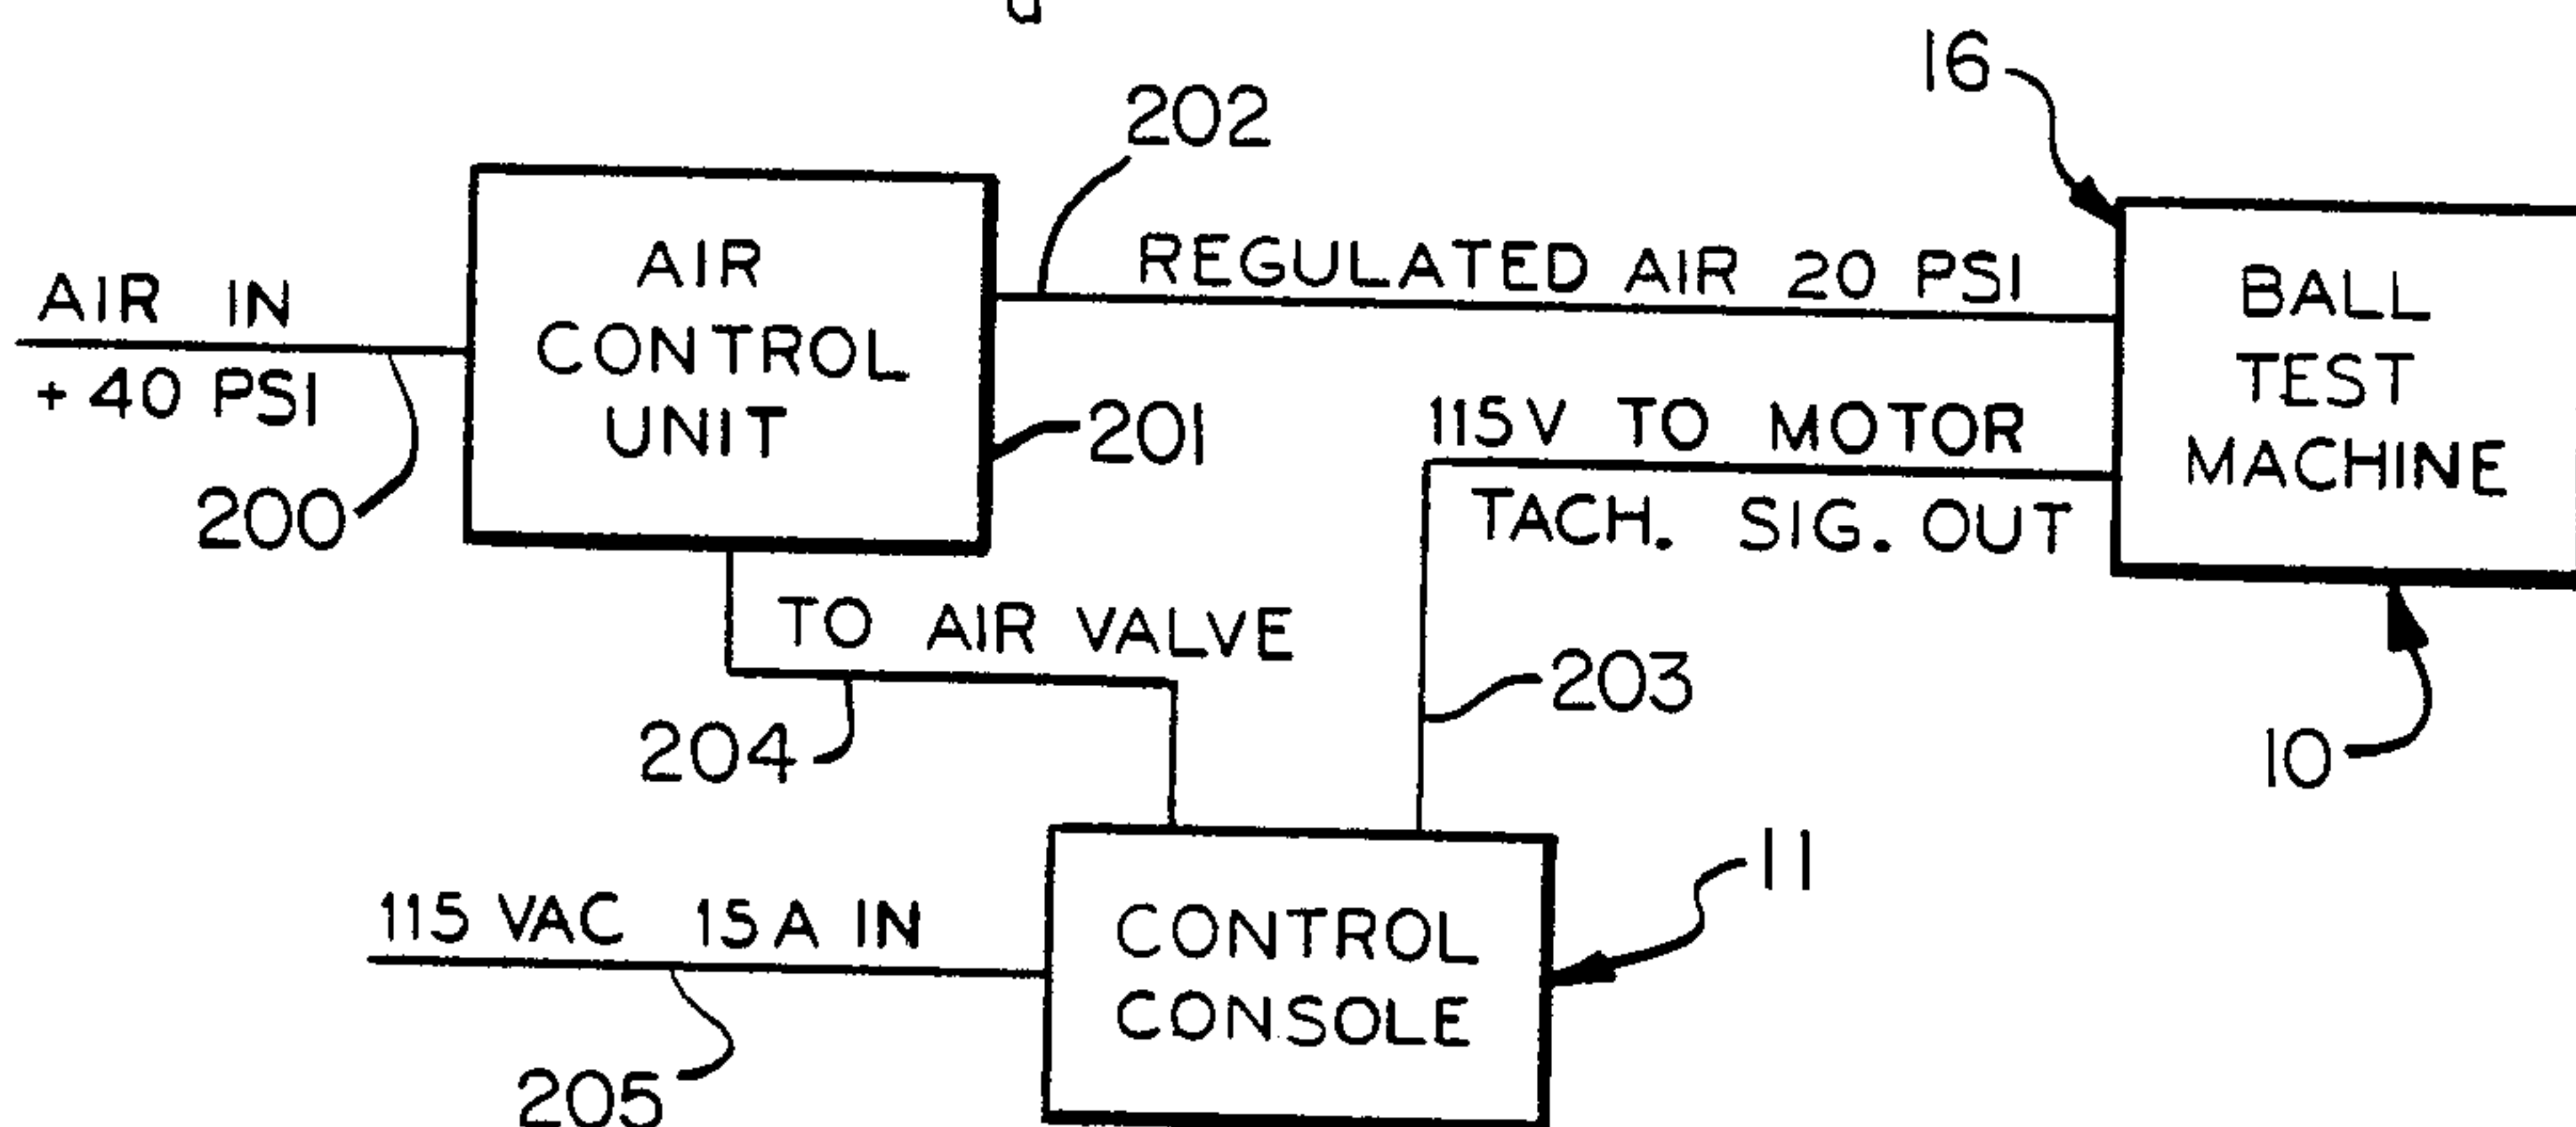 16
202
AIR IN
+ 40 PSI
200
AIR
CONTROL
UNIT
201
REGULATED AIR 20 PSI
115V TO MOTOR
TACH. SIG. OUT
BALL
TEST
MACHINE
10
TO AIR VALVE
204
203
115 VAC 15A IN
205
CONTROL
CONSOLE
11